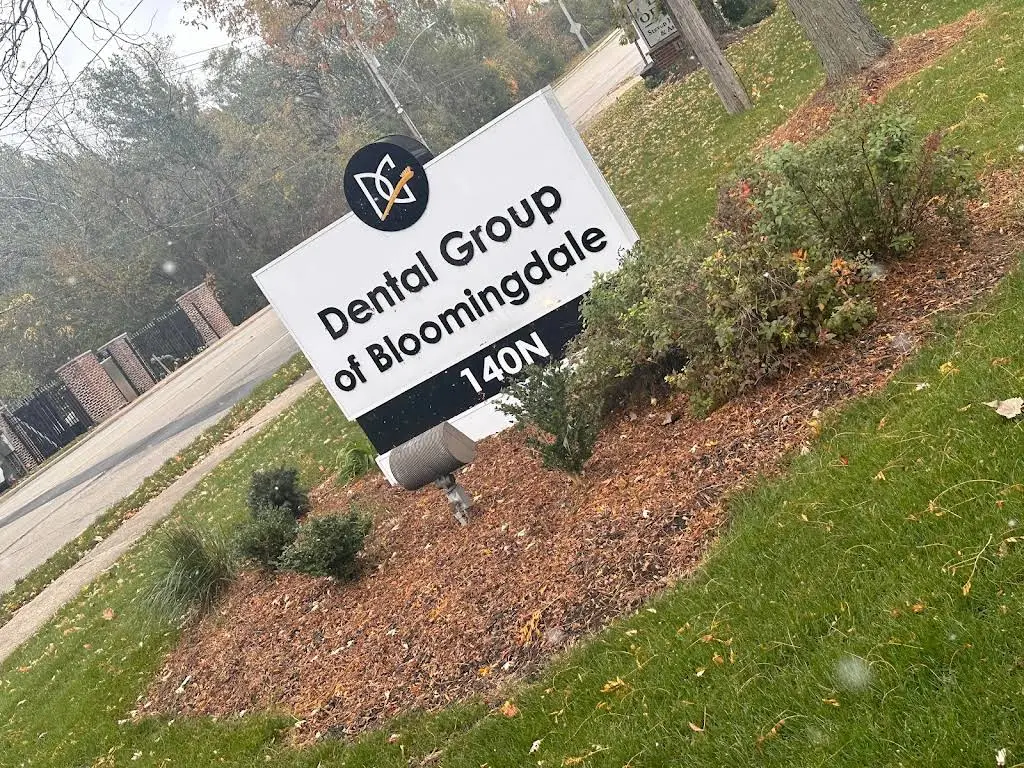 Dental Group
of Bloomingdale
140N